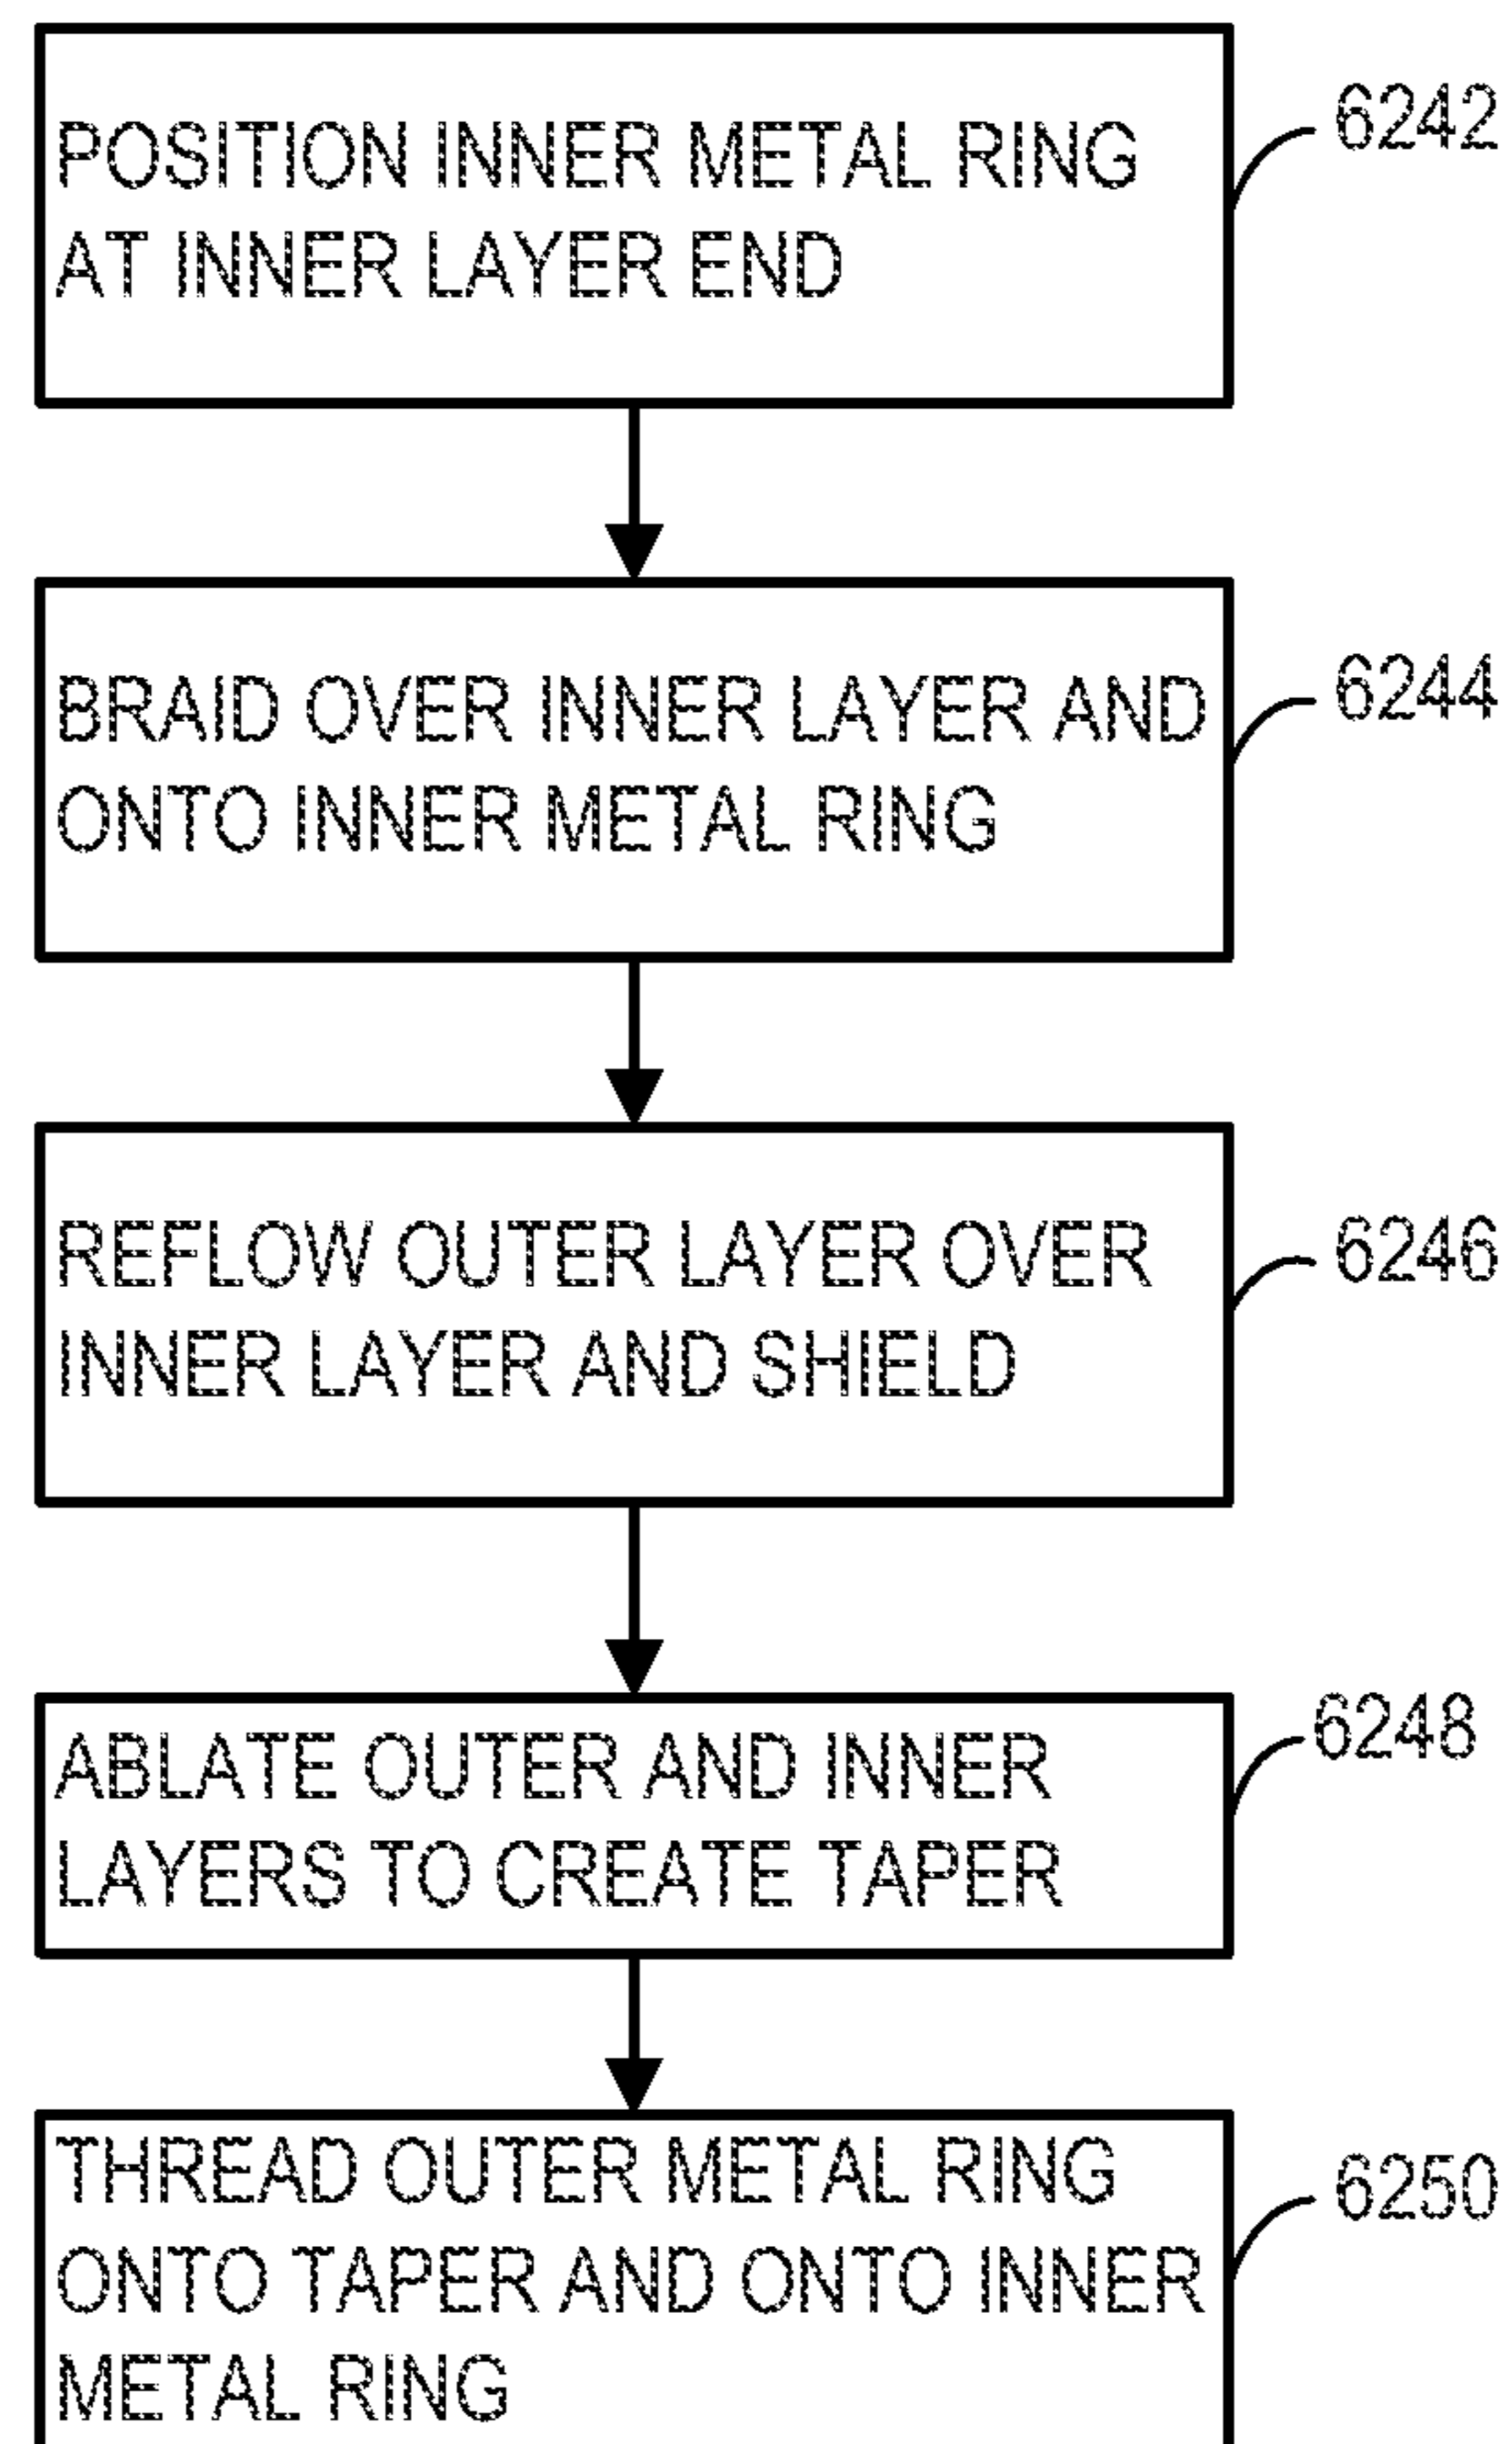 POSITION INNER METAL RING
AT INNER LAYER END
6242
BRAID OVER INNER LAYER AND
ONTO INNER METAL RING
6244
REFLOW OUTER LAYER OVER
INNER LAYER AND SHIELD
6246
ABLATE OUTER AND INNER
LAYERS TO CREATE TAPER
6248
THREAD OUTER METAL RING
ONTO TAPER AND ONTO INNER
METAL RING
6250